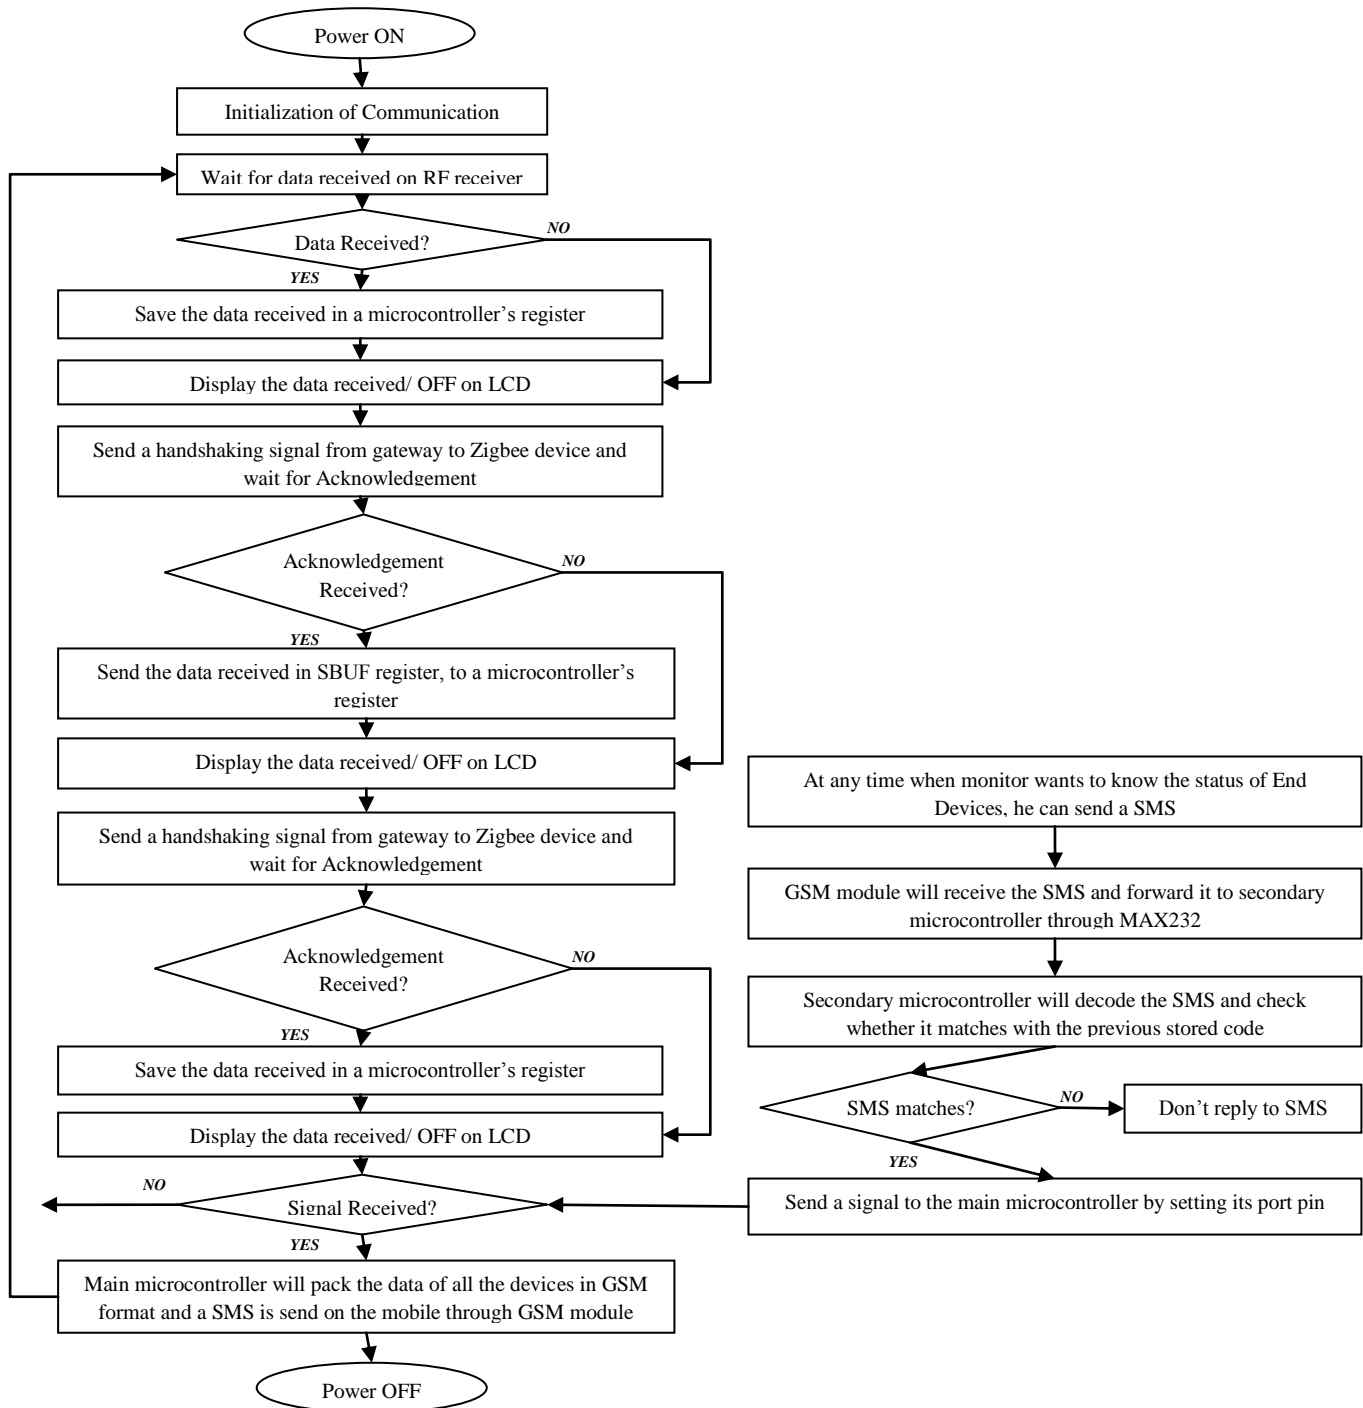 Power ON
Initialization of Communication
Wait for data received on RF receiver
Data Received?
NO
YES
Save the data received in a microcontroller’s register
Display the data received/ OFF on LCD
Send a handshaking signal from gateway to Zigbee device and
wait for Acknowledgement
Acknowledgement
Received?
NO
YES
Send the data received in SBUF register, to a microcontroller’s
register
Display the data received/ OFF on LCD
Send a handshaking signal from gateway to Zigbee device and
wait for Acknowledgement
Acknowledgement
Received?
NO
YES
Save the data received in a microcontroller’s register
Display the data received/ OFF on LCD
NO
Signal Received?
YES
Main microcontroller will pack the data of all the devices in GSM
format and a SMS is send on the mobile through GSM module
Power OFF
At any time when monitor wants to know the status of End
Devices, he can send a SMS
GSM module will receive the SMS and forward it to secondary
microcontroller through MAX232
Secondary microcontroller will decode the SMS and check
whether it matches with the previous stored code
SMS matches?
NO
Don’t reply to SMS
YES
Send a signal to the main microcontroller by setting its port pin